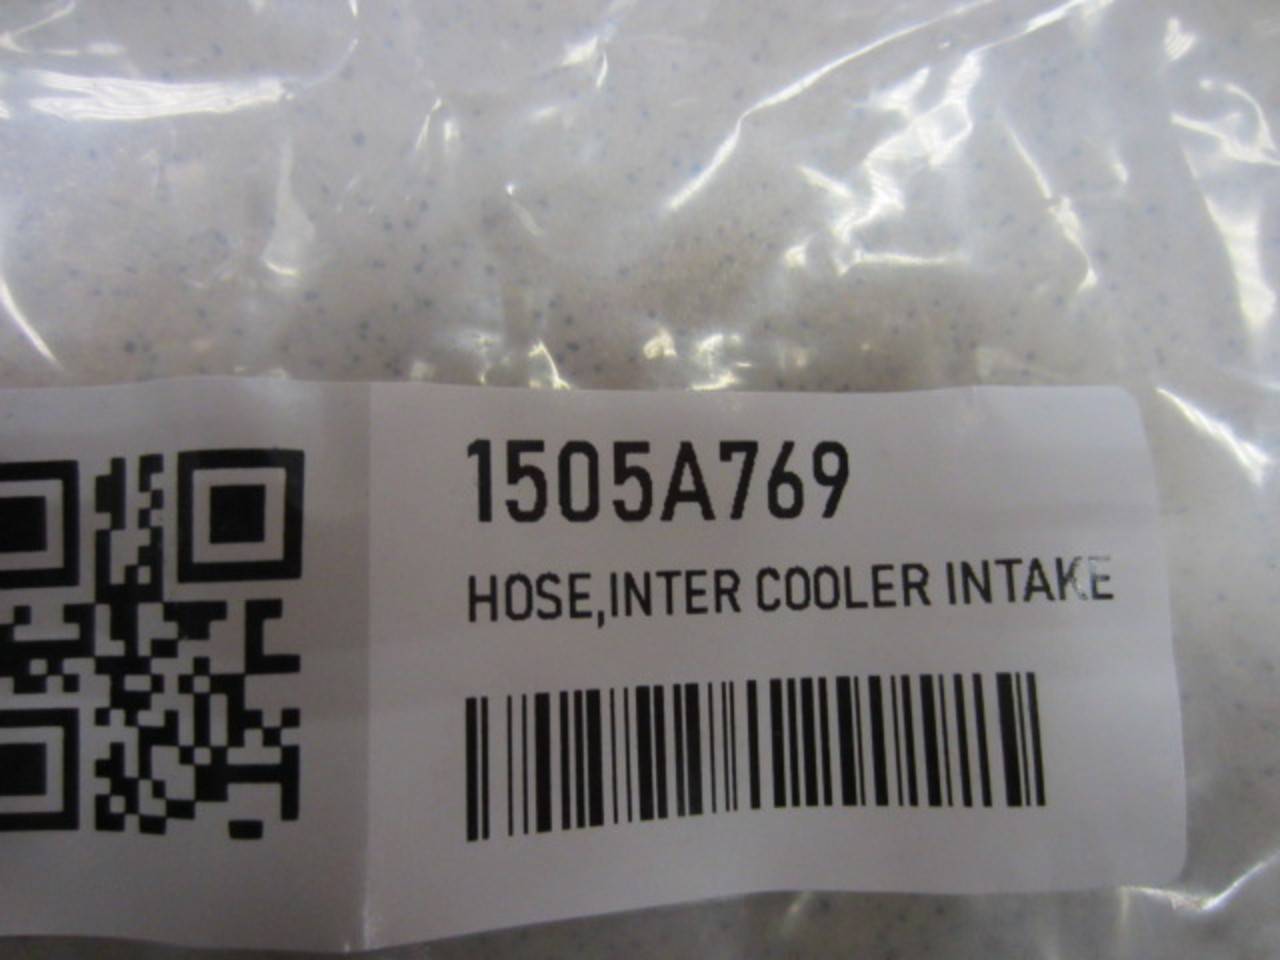 1505A769
HOSE,INTER COOLER INTAKE